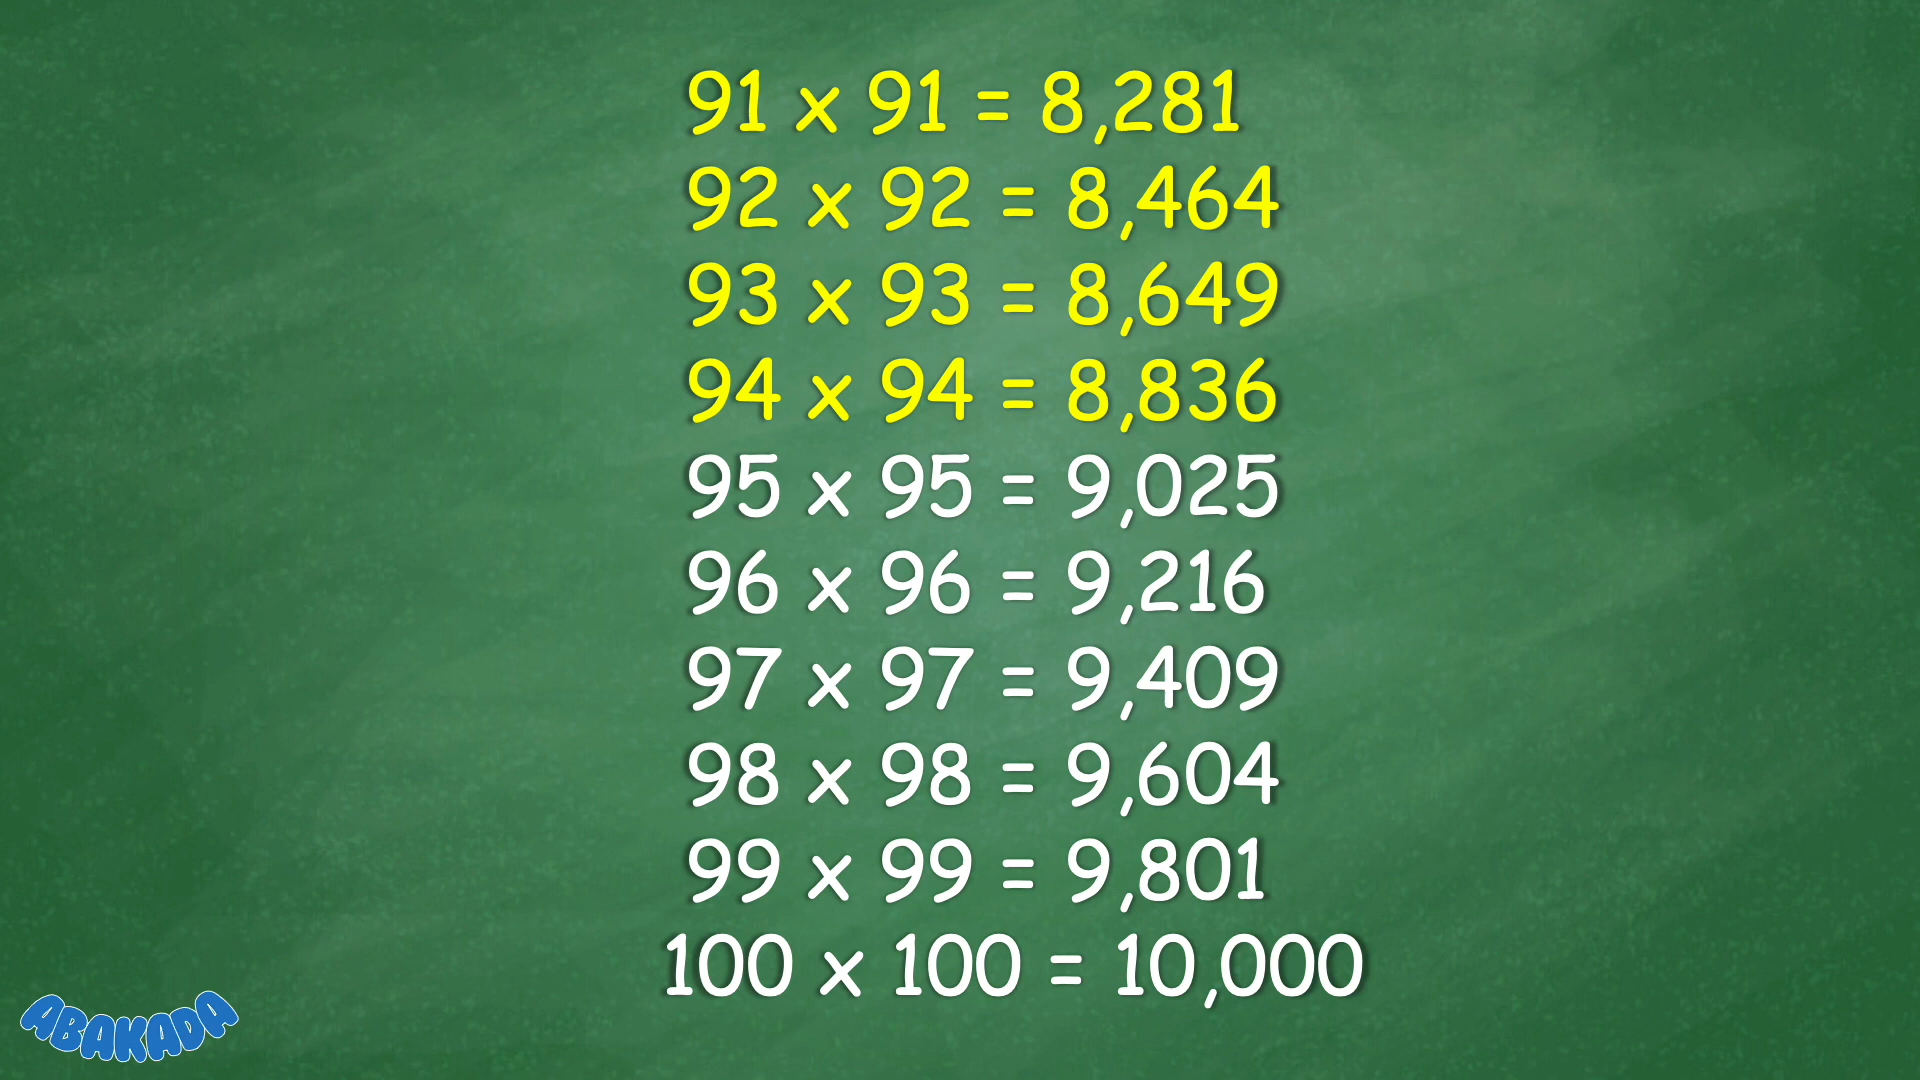 91 x 91 = 8,281
92 x 92 = 8,464
93 x 93 = 8,649
94 x 94 = 8,836
95 x 95 = 9,025
96 x 96 = 9,216
97 x 97 = 9,409
98 x 98 = 9,604
99 x 99 = 9,801
100 x 100 = 10,000
ABAKADA